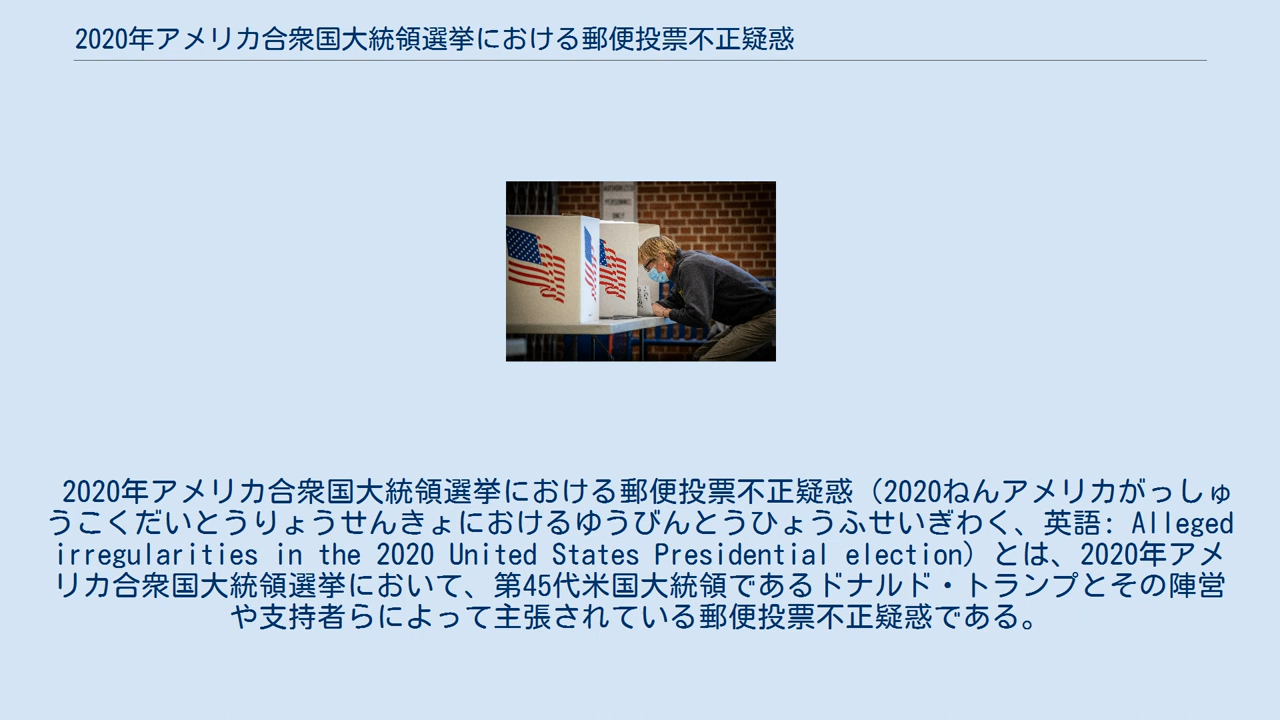 2020年アメリカ合衆国大統領選挙における郵便投票不正疑惑
AUTHORIZED
PERSONNEL
ONLY
2020年アメリカ合衆国大統領選挙における郵便投票不正疑惑（2020ねんアメリカがっしゅ
うこくだいとうりょうせんきょにおけるゆうびんとうひょうふせいぎわく、英語: Alleged
irregularities in the 2020 United States Presidential election）とは、2020年アメ
リカ合衆国大統領選挙において、第45代米国大統領であるドナルド・トランプとその陣営
や支持者らによって主張されている郵便投票不正疑惑である。